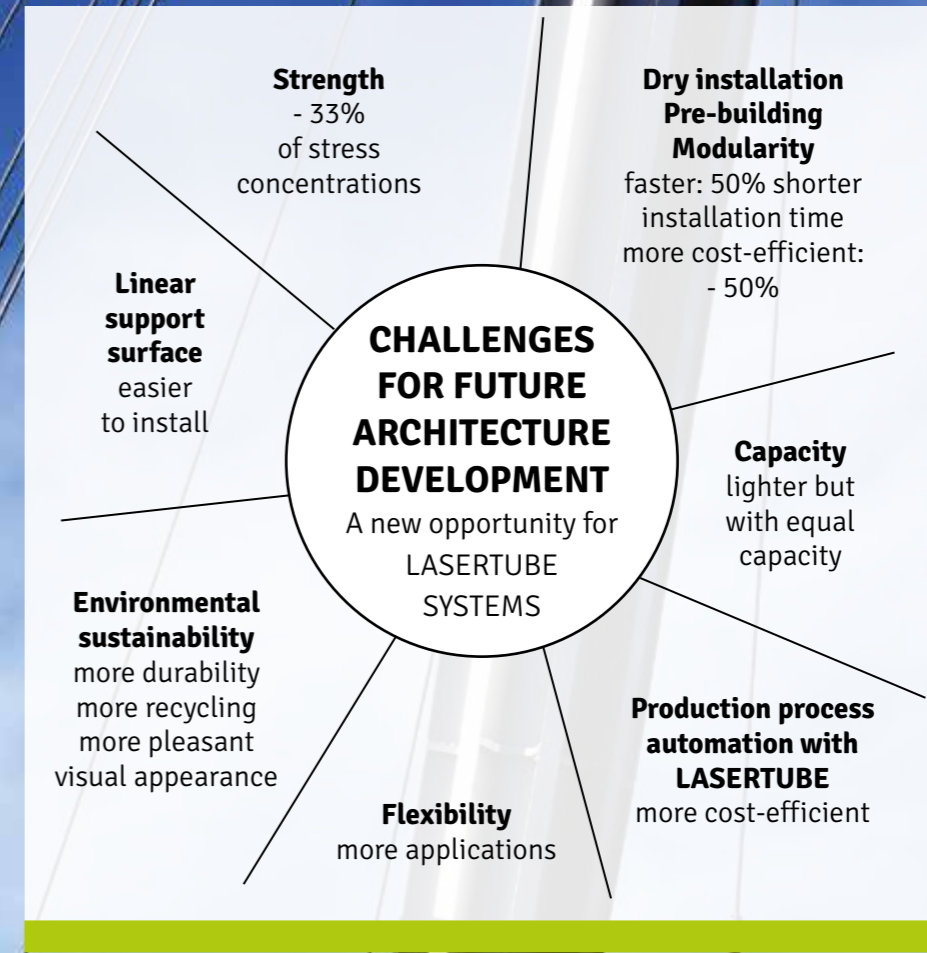 CHALLENGES
FOR FUTURE
ARCHITECTURE
DEVELOPMENT
A new opportunity for
LASERTUBE
SYSTEMS
Strength
- 33%
of stress
concentrations
Dry installation
Pre-building
Modularity
faster: 50% shorter
installation time
more cost-efficient:
- 50%
Capacity
lighter but
with equal
capacity
Production process
automation with
LASERTUBE
more cost-efficient
Flexibility
more applications
Environmental
sustainability
more durability
more recycling
more pleasant
visual appearance
Linear
support
surface
easier
to install